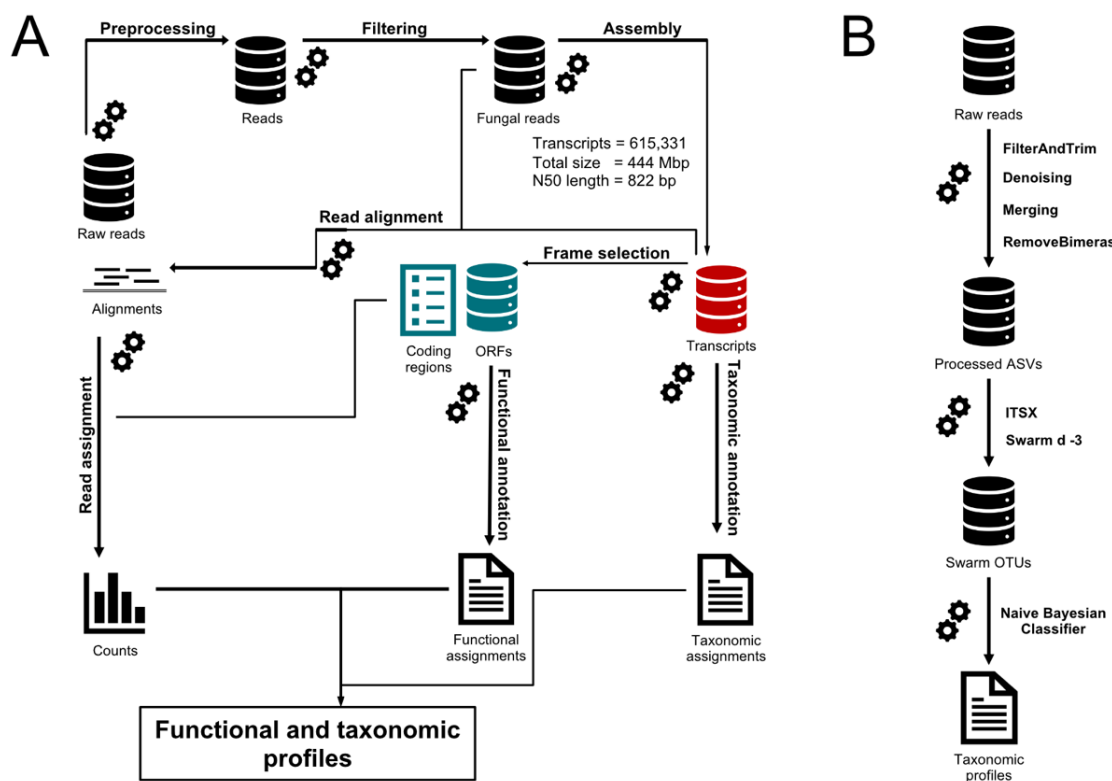 A
Preprocessing
Filtering
Assembly
Reads
Fungal reads
Transcripts = 615,331
Total size = 444 Mbp
N50 length = 822 bp
Raw reads
Read alignment
Frame selection
Alignments
Coding
regions
ORFs
Transcripts
Read assignment
Functional annotation
Taxonomic annotation
Counts
Functional
assignments
Taxonomic
assignments
Functional and taxonomic
profiles
B
Raw reads
FilterAndTrim
Denoising
Merging
RemoveBimeras
Processed ASVs
ITSX
Swarm d -3
Swarm OTUs
Naive Bayesian
Classifier
Taxonomic
profiles